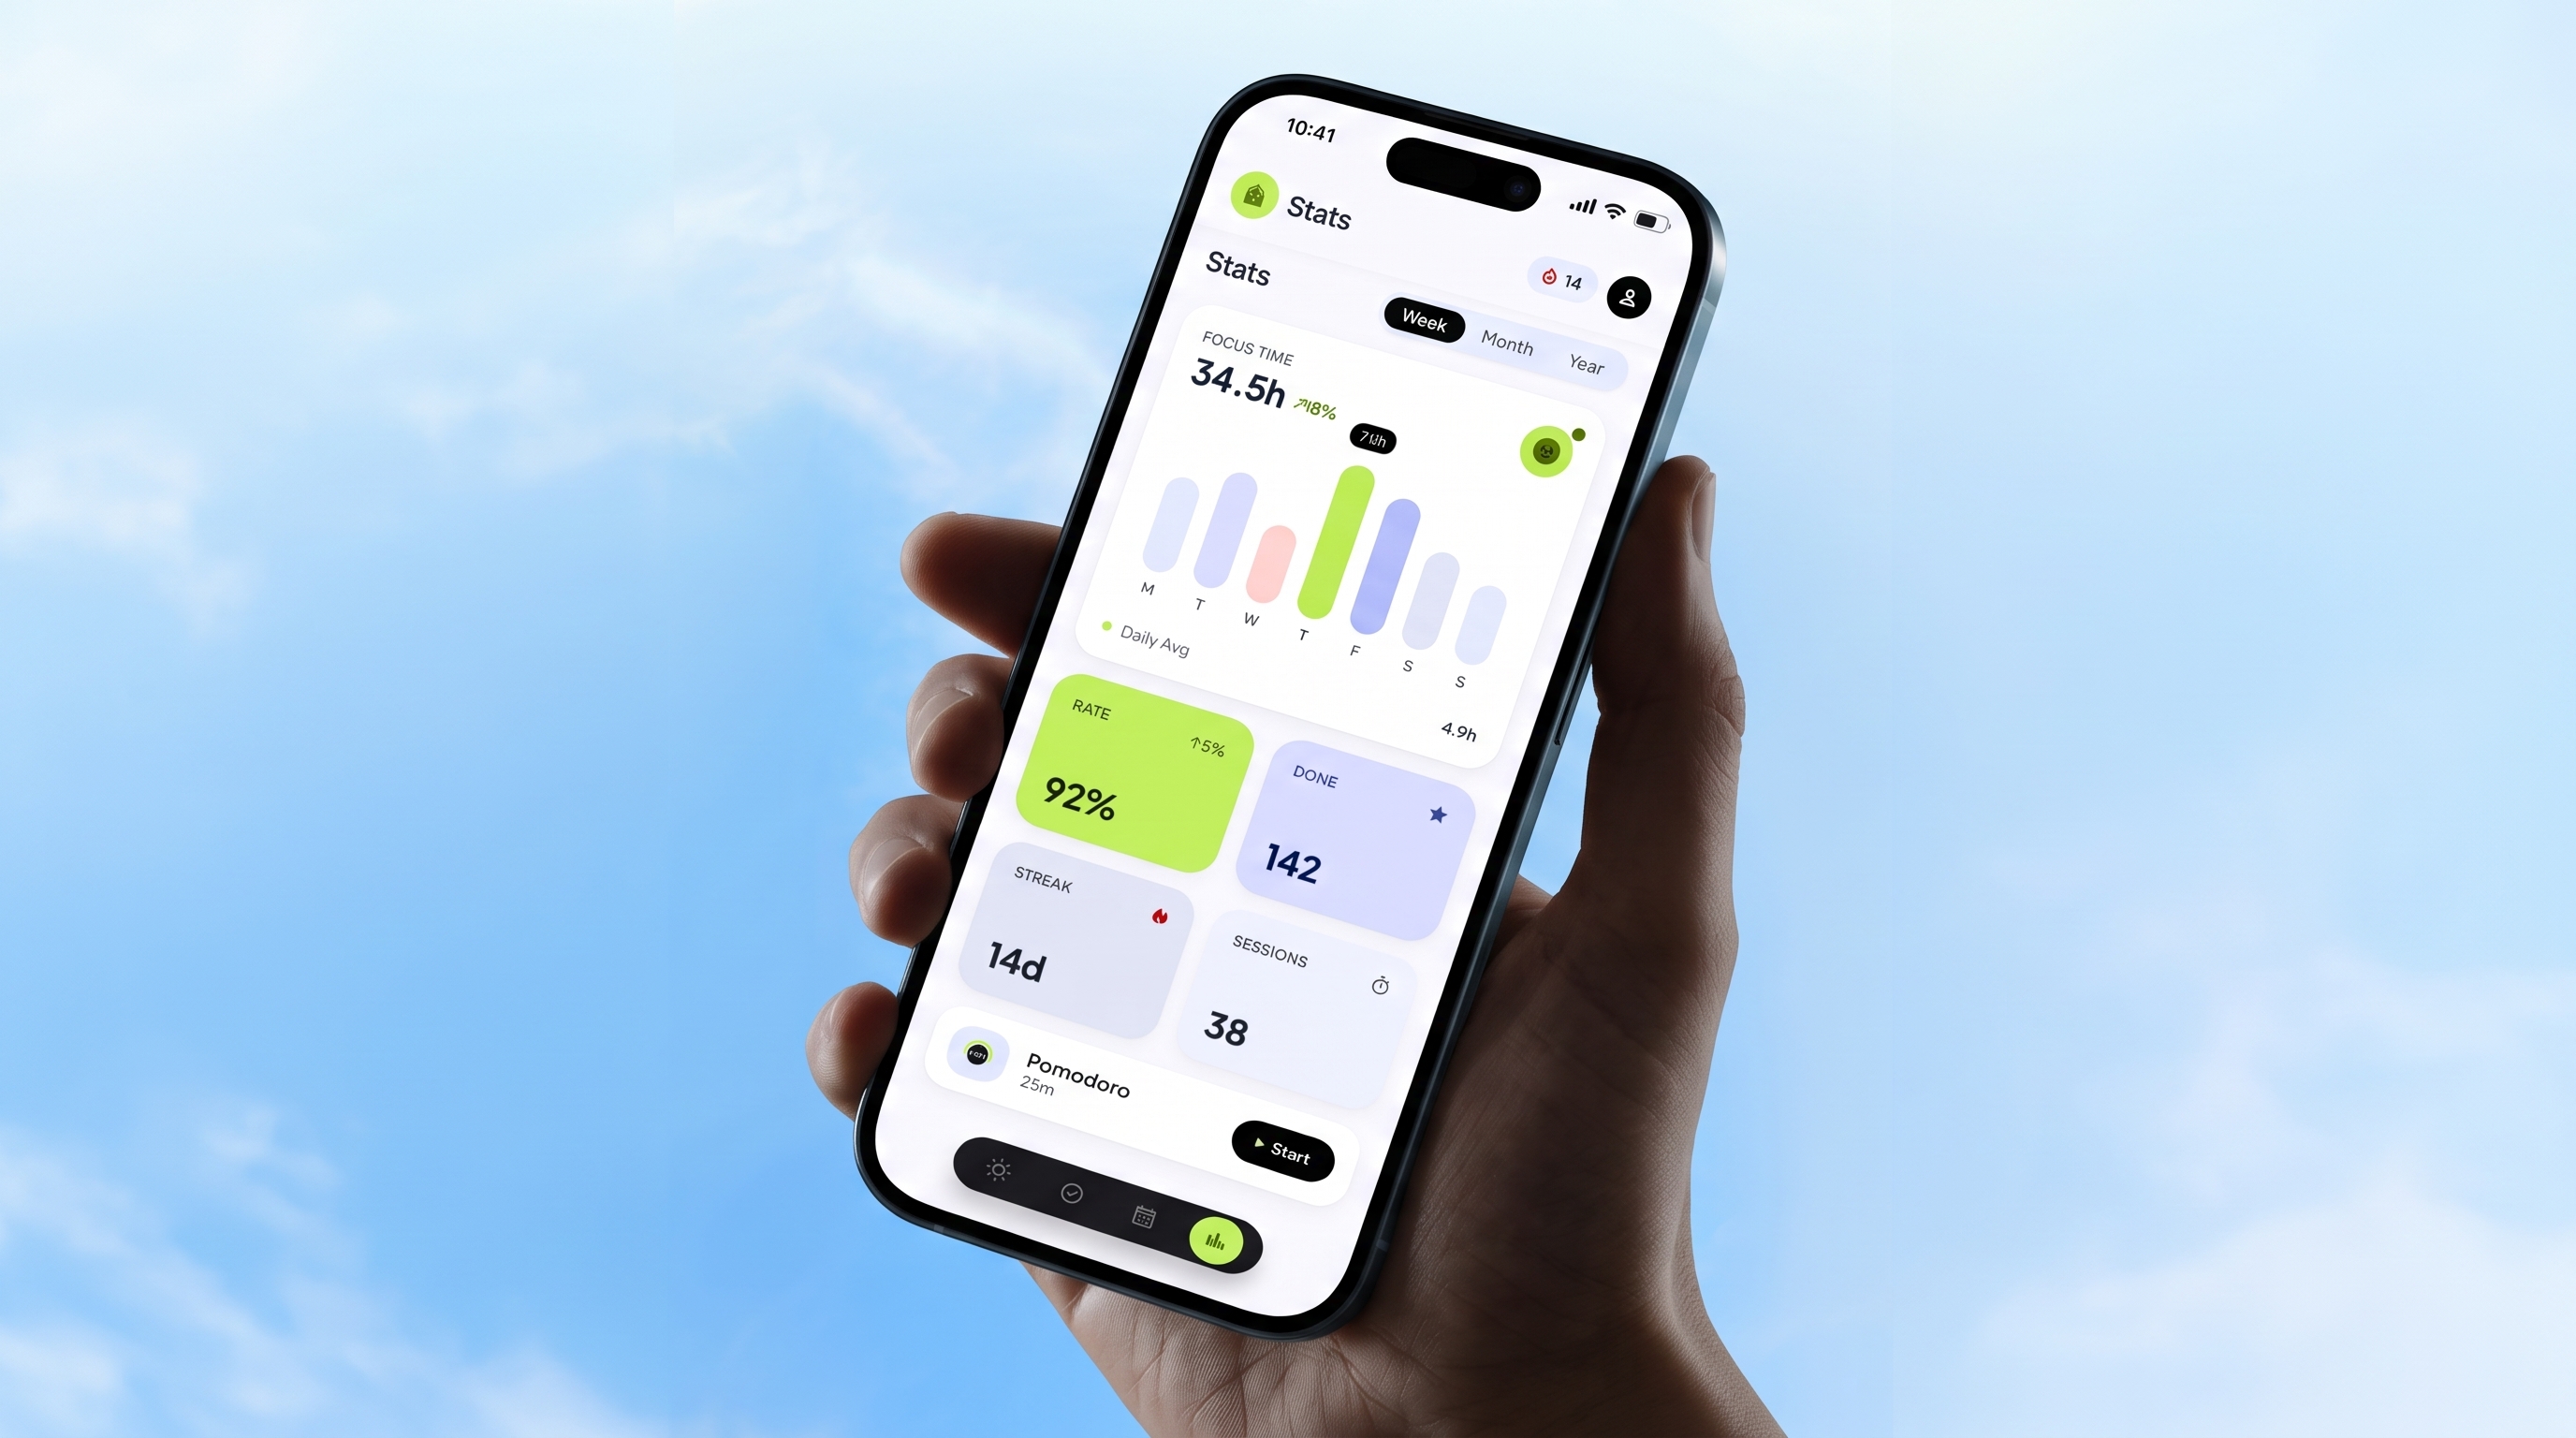 10:41
Stats
14
Stats
Week Month Year
FOCUS TIME
34.5h
18%
M T W T F S S
Daily Avg
4.9h
RATE
↑5%
92%
DONE
142
STREAK
14d
SESSIONS
38
Pomodoro
25m
Start